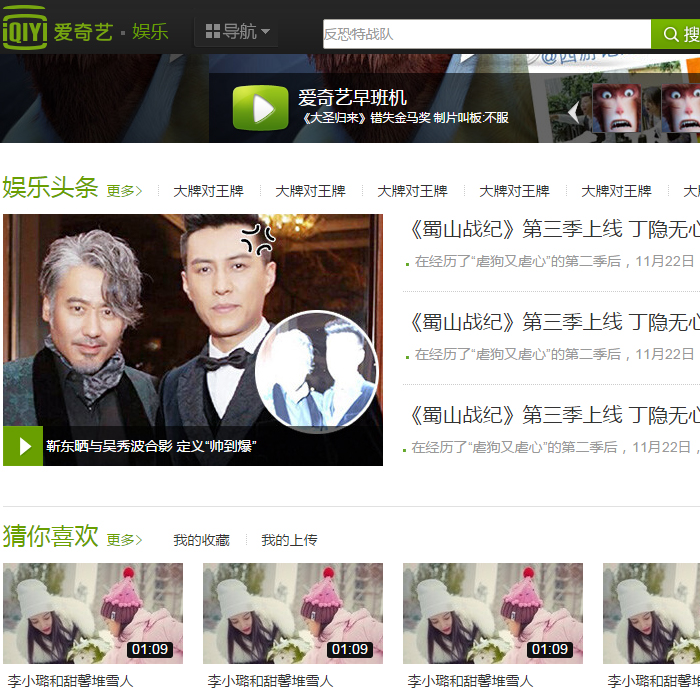 iQIYI 爱奇艺·娱乐 导航 反恐特战队 搜
爱奇艺早班机
《大圣归来》错失金马奖 制片叫板:不服
娱乐头条 更多> 大牌对王牌 大牌对王牌 大牌对王牌 大牌对王牌 大牌对王牌 大
《蜀山战纪》第三季上线 丁隐无心
在经历了“虐狗又虐心”的第二季后，11月22日
《蜀山战纪》第三季上线 丁隐无心
在经历了“虐狗又虐心”的第二季后，11月22日
《蜀山战纪》第三季上线 丁隐无心
在经历了“虐狗又虐心”的第二季后，11月22日，
靳东晒与吴秀波合影 定义“帅到爆”
猜你喜欢 更多> 我的收藏 我的上传
01:09 01:09 01:09
李小璐和甜馨堆雪人 李小璐和甜馨堆雪人 李小璐和甜馨堆雪人 李小璐和甜馨